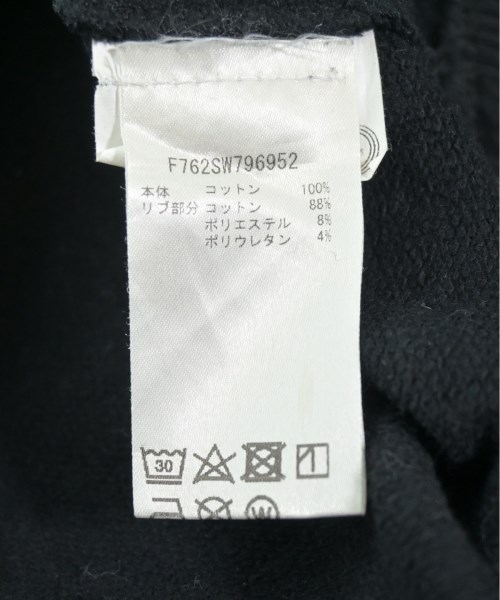 F762SW796952
本体 コットン 100%
リブ部分 コットン 88%
ポリエステル 8%
ポリウレタン 4%
30
W